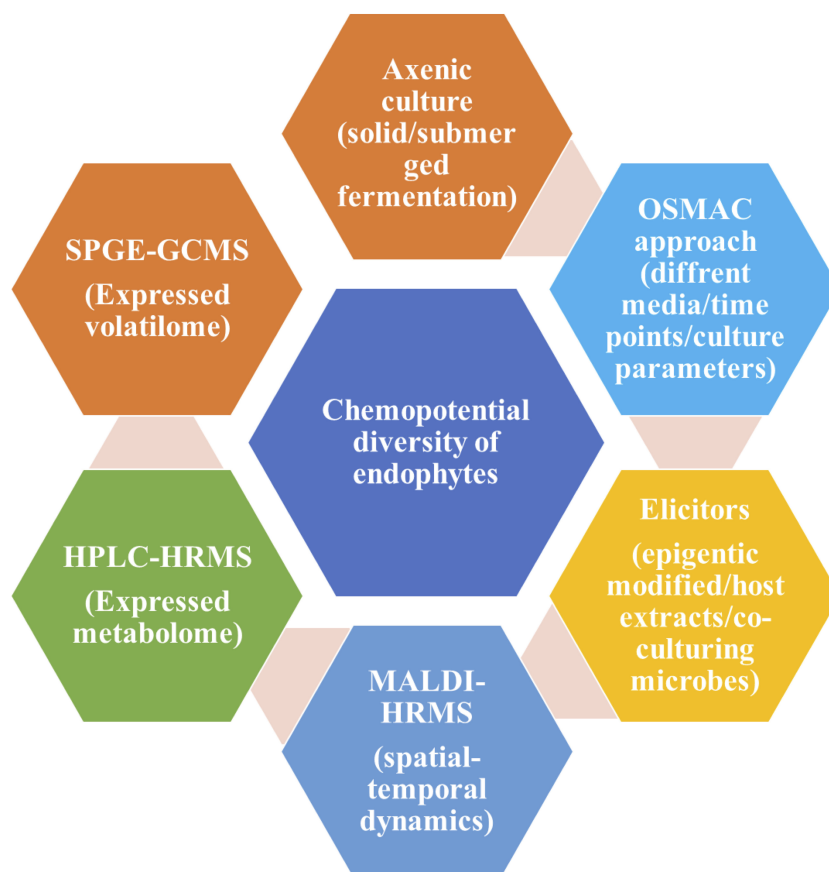 Axenic
culture
(solid/submer
ged
fermentation)
OSMAC
approach
(diffrent
media/time
points/culture
parameters)
Elicitors
(epigentic
modified/host
extracts/co-
culturing
microbes)
MALDI-
HRMS
(spatial-
temporal
dynamics)
HPLC-HRMS
(Expressed
metabolome)
SPGE-GCMS
(Expressed
volatilome)
Chemopotential
diversity of
endophytes